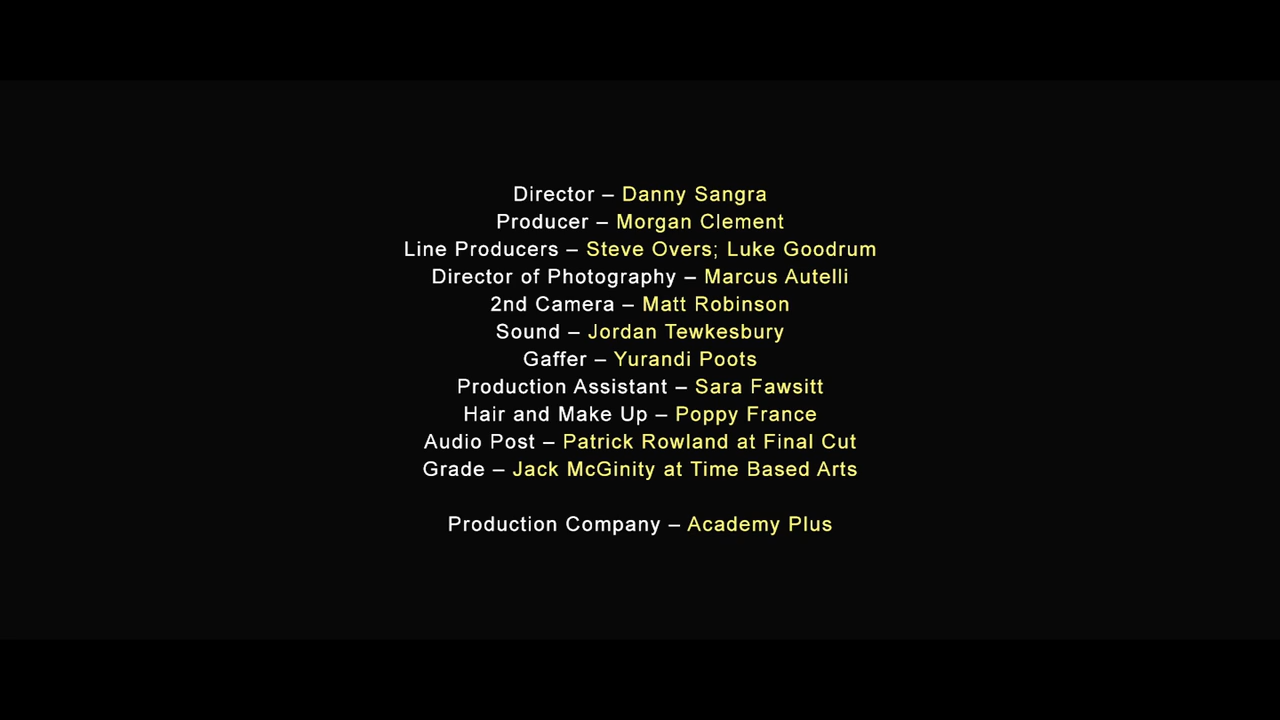 Director – Danny Sangra
Producer – Morgan Clement
Line Producers – Steve Overs; Luke Goodrum
Director of Photography – Marcus Autelli
2nd Camera – Matt Robinson
Sound – Jordan Tewkesbury
Gaffer – Yurandi Poots
Production Assistant – Sara Fawsitt
Hair and Make Up – Poppy France
Audio Post – Patrick Rowland at Final Cut
Grade – Jack McGinity at Time Based Arts
Production Company – Academy Plus